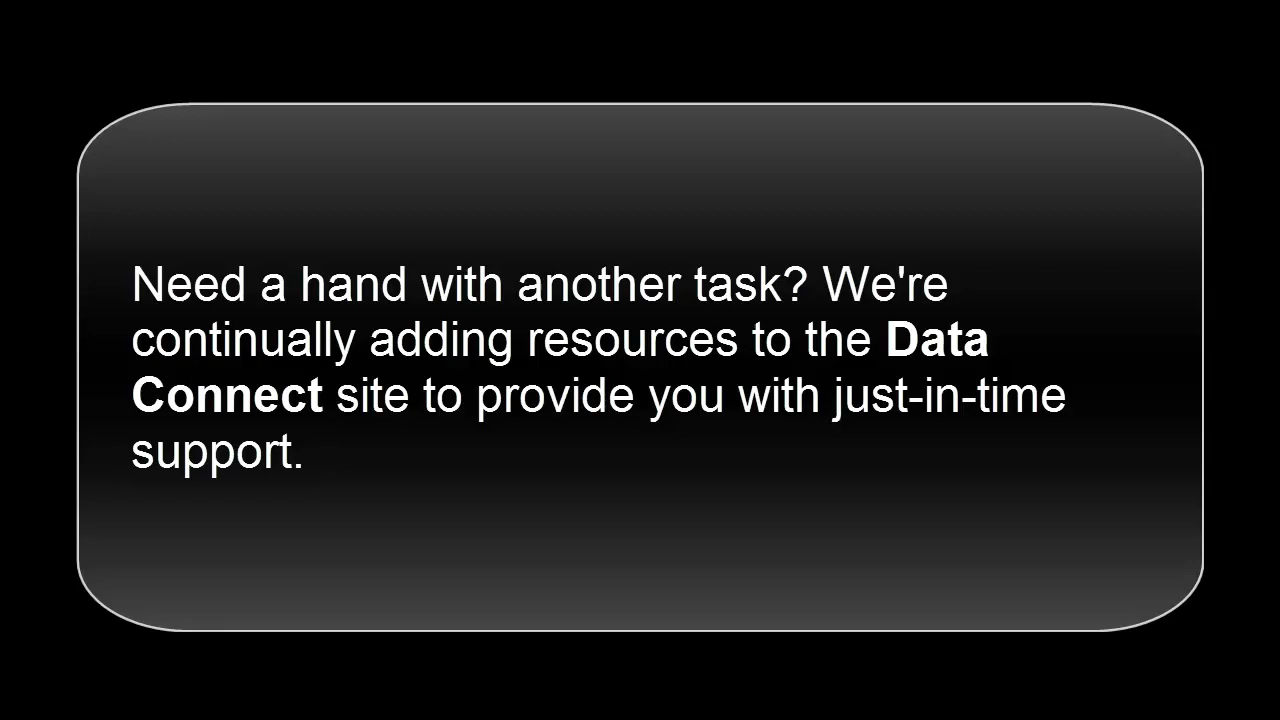 Need a hand with another task? We're
continually adding resources to the Data
Connect site to provide you with just-in-time
support.